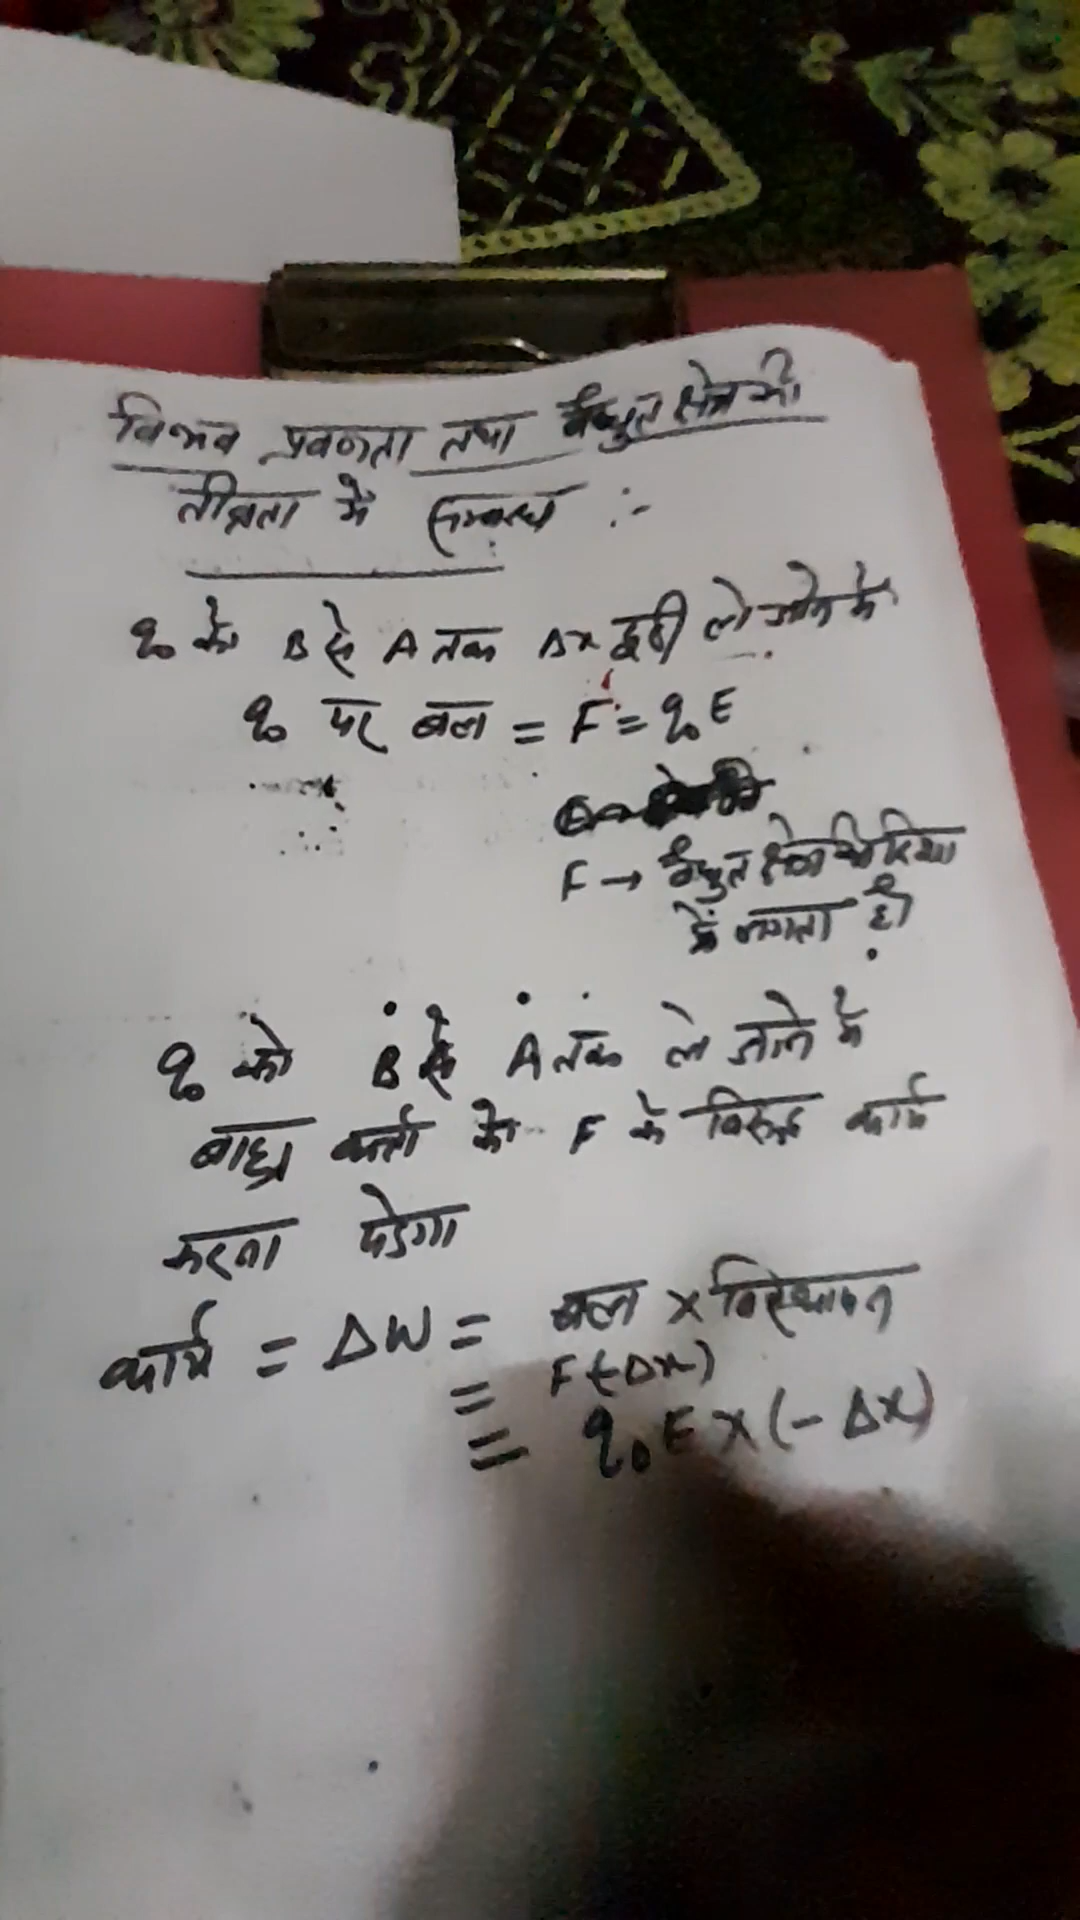 विभव प्रवणता तथा वैद्युत क्षेत्र की
तीव्रता में सम्बन्ध :-
q₀ को B से A तक Δx दूरी ले जाने में
q₀ पर बल = F = q₀E
F → वैद्युत क्षेत्र की दिशा
में लगता है
q₀ को B से A तक ले जाने में
बाह्य कर्ता को F के विरुद्ध कार्य
करना पडेगा
कार्य = ΔW = बल × विस्थापन
= F(-Δx)
= q₀E×(-Δx)